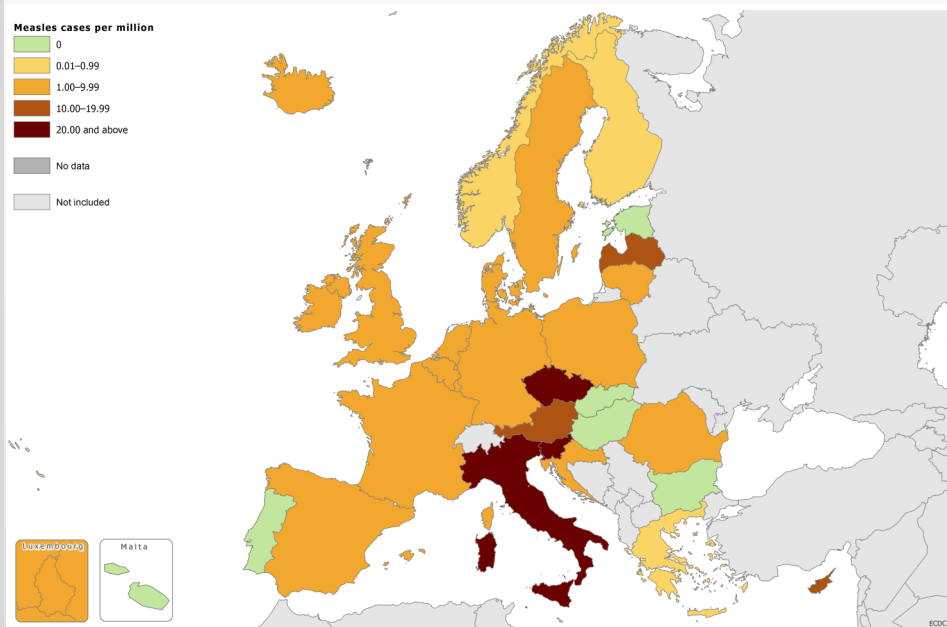 Measles cases per million
0
0.01–0.99
1.00–9.99
10.00–19.99
20.00 and above
No data
Not included
Luxembourg
Malta
ECDC